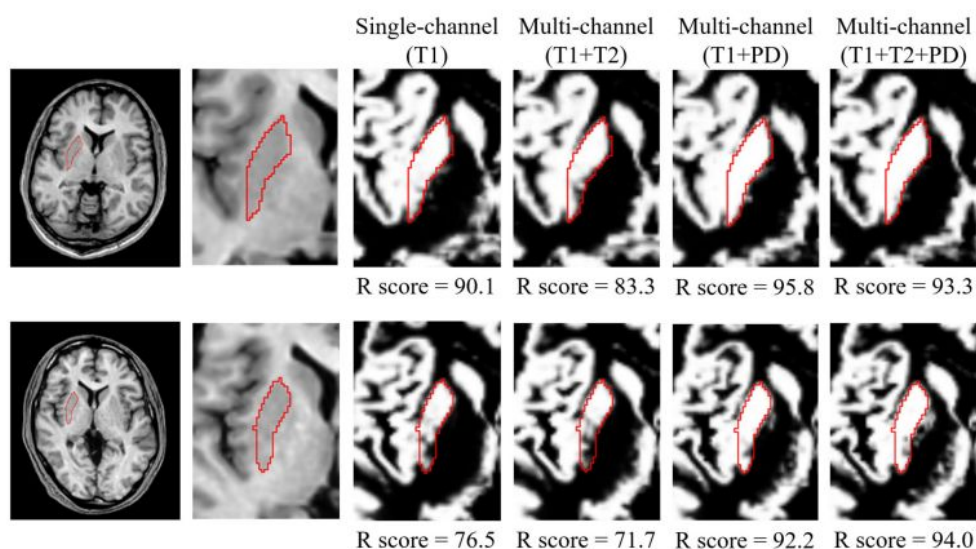 Single-channel Multi-channel Multi-channel Multi-channel
(T1) (T1+T2) (T1+PD) (T1+T2+PD)
R score = 90.1 R score = 83.3 R score = 95.8 R score = 93.3
R score = 76.5 R score = 71.7 R score = 92.2 R score = 94.0